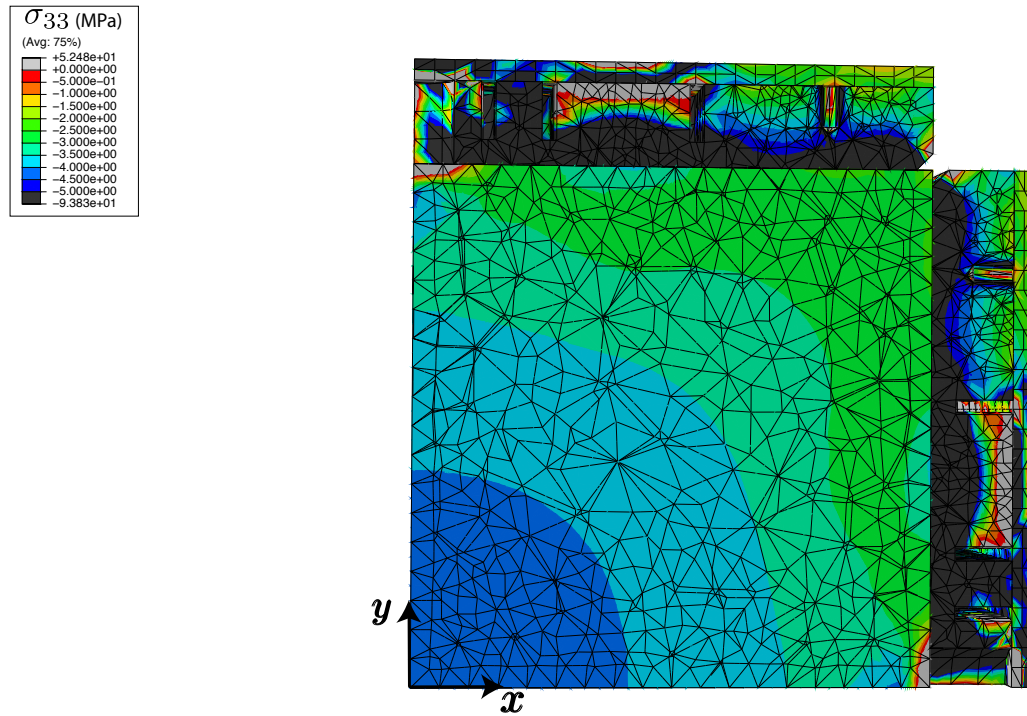 σ33 (MPa)
(Avg: 75%)
+5.248e+01
+0.000e+00
−5.000e−01
−1.000e+00
−1.500e+00
−2.000e+00
−2.500e+00
−3.000e+00
−3.500e+00
−4.000e+00
−4.500e+00
−5.000e+00
−9.383e+01
y
x